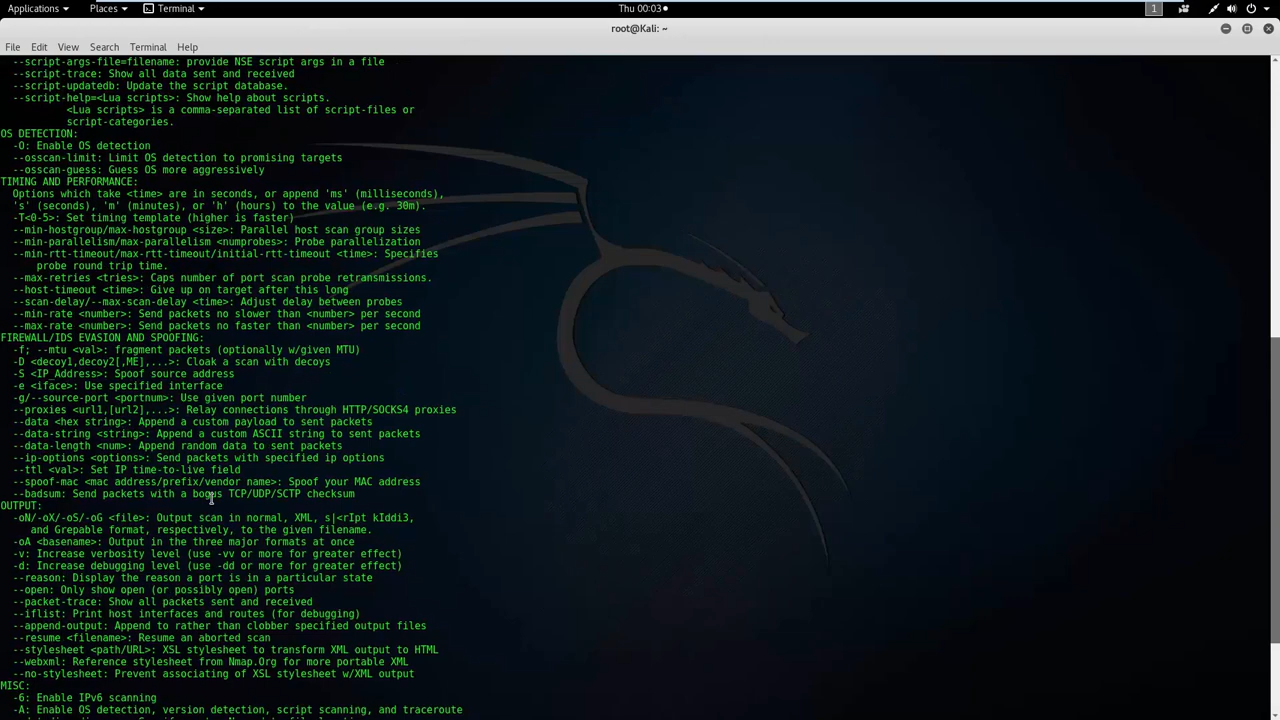 Applications Places Terminal Thu 00:03 1
root@Kali: ~
File Edit View Search Terminal Help
--script-args-file=filename: provide NSE script args in a file
--script-trace: Show all data sent and received
--script-updatedb: Update the script database.
--script-help=<Lua scripts>: Show help about scripts.
<Lua scripts> is a comma-separated list of script-files or
script-categories.
OS DETECTION:
-O: Enable OS detection
--osscan-limit: Limit OS detection to promising targets
--osscan-guess: Guess OS more aggressively
TIMING AND PERFORMANCE:
Options which take <time> are in seconds, or append 'ms' (milliseconds),
's' (seconds), 'm' (minutes), or 'h' (hours) to the value (e.g. 30m).
-T<0-5>: Set timing template (higher is faster)
--min-hostgroup/max-hostgroup <size>: Parallel host scan group sizes
--min-parallelism/max-parallelism <numprobes>: Probe parallelization
--min-rtt-timeout/max-rtt-timeout/initial-rtt-timeout <time>: Specifies
probe round trip time.
--max-retries <tries>: Caps number of port scan probe retransmissions.
--host-timeout <time>: Give up on target after this long
--scan-delay/--max-scan-delay <time>: Adjust delay between probes
--min-rate <number>: Send packets no slower than <number> per second
--max-rate <number>: Send packets no faster than <number> per second
FIREWALL/IDS EVASION AND SPOOFING:
-f; --mtu <val>: fragment packets (optionally w/given MTU)
-D <decoy1,decoy2[,ME],...>: Cloak a scan with decoys
-S <IP_Address>: Spoof source address
-e <iface>: Use specified interface
-g/--source-port <portnum>: Use given port number
--proxies <url1,[url2],...>: Relay connections through HTTP/SOCKS4 proxies
--data <hex string>: Append a custom payload to sent packets
--data-string <string>: Append a custom ASCII string to sent packets
--data-length <num>: Append random data to sent packets
--ip-options <options>: Send packets with specified ip options
--ttl <val>: Set IP time-to-live field
--spoof-mac <mac address/prefix/vendor name>: Spoof your MAC address
--badsum: Send packets with a bogus TCP/UDP/SCTP checksum
OUTPUT:
-oN/-oX/-oS/-oG <file>: Output scan in normal, XML, s|<rIpt kIddi3,
and Grepable format, respectively, to the given filename.
-oA <basename>: Output in the three major formats at once
-v: Increase verbosity level (use -vv or more for greater effect)
-d: Increase debugging level (use -dd or more for greater effect)
--reason: Display the reason a port is in a particular state
--open: Only show open (or possibly open) ports
--packet-trace: Show all packets sent and received
--iflist: Print host interfaces and routes (for debugging)
--append-output: Append to rather than clobber specified output files
--resume <filename>: Resume an aborted scan
--stylesheet <path/URL>: XSL stylesheet to transform XML output to HTML
--webxml: Reference stylesheet from Nmap.Org for more portable XML
--no-stylesheet: Prevent associating of XSL stylesheet w/XML output
MISC:
-6: Enable IPv6 scanning
-A: Enable OS detection, version detection, script scanning, and traceroute